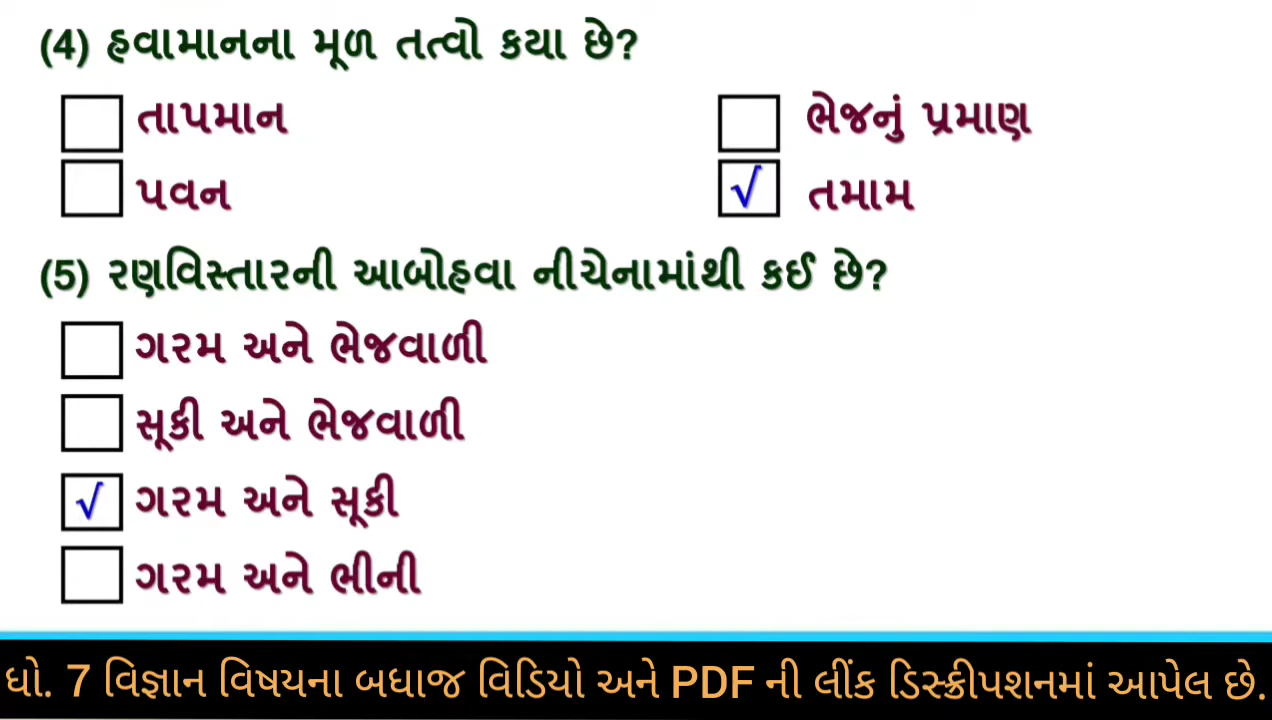 (4) હવામાનના મૂળ તત્વો કયા છે?
તાપમાન
ભેજનું પ્રમાણ
પવન
√ તમામ
(5) રણવિસ્તારની આબોહવા નીચેનામાંથી કઈ છે?
ગરમ અને ભેજવાળી
સૂકી અને ભેજવાળી
√ ગરમ અને સૂકી
ગરમ અને ભીની
ધો. 7 વિજ્ઞાન વિષયના બધાજ વિડિયો અને PDF ની લીંક ડિસ્ક્રીપશનમાં આપેલ છે.